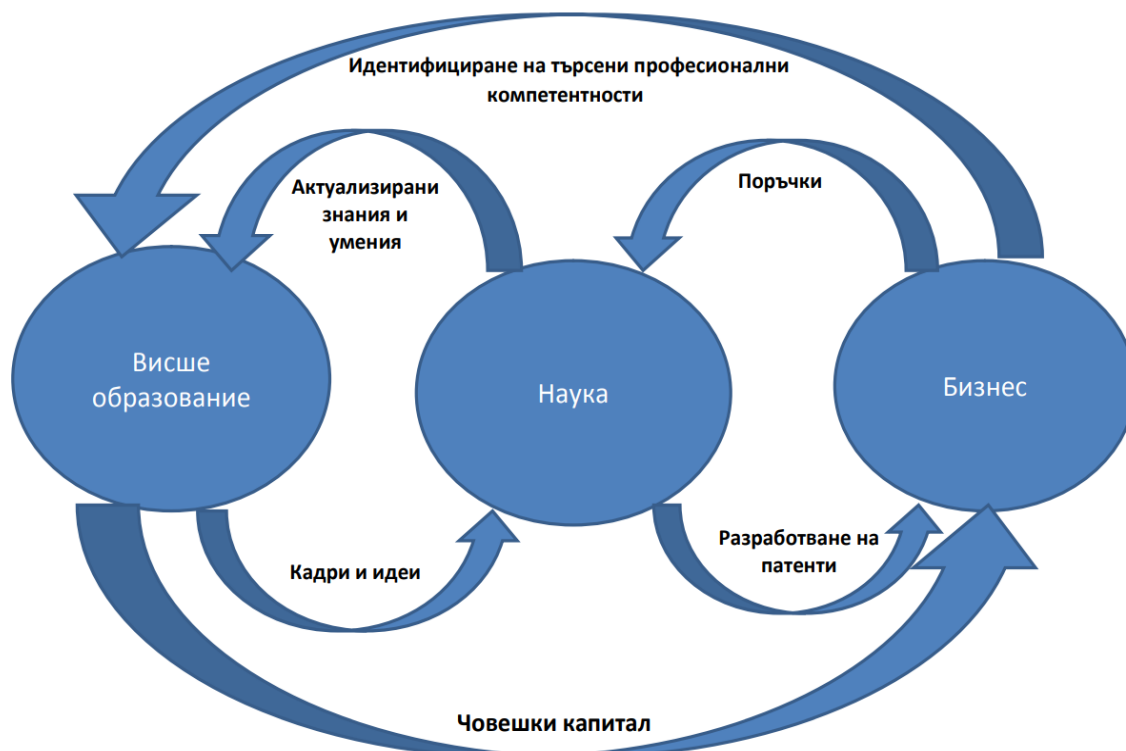 Идентифициране на търсени професионални
компетентности
Актуализирани
знания и
умения
Поръчки
Висше
образование
Наука
Бизнес
Кадри и идеи
Разработване на
патенти
Човешки капитал